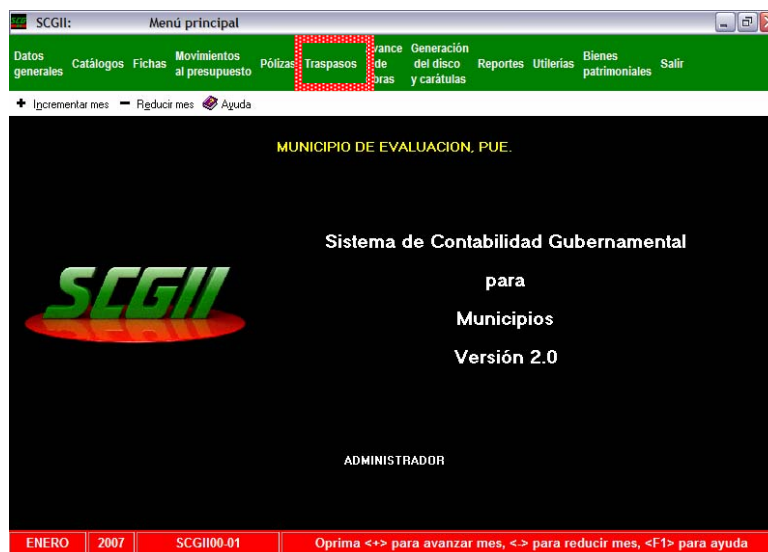 SCGII: Menú principal
Datos generales Catálogos Fichas Movimientos al presupuesto Pólizas Traspasos vance de bras Generación del disco y carátulas Reportes Utilerías Bienes patrimoniales Salir
Incrementar mes Reducir mes Ayuda
MUNICIPIO DE EVALUACION, PUE.
Sistema de Contabilidad Gubernamental
para
Municipios
Versión 2.0
SCGII
ADMINISTRADOR
ENERO 2007 SCGII00-01 Oprima <+> para avanzar mes, <-> para reducir mes, <F1> para ayuda